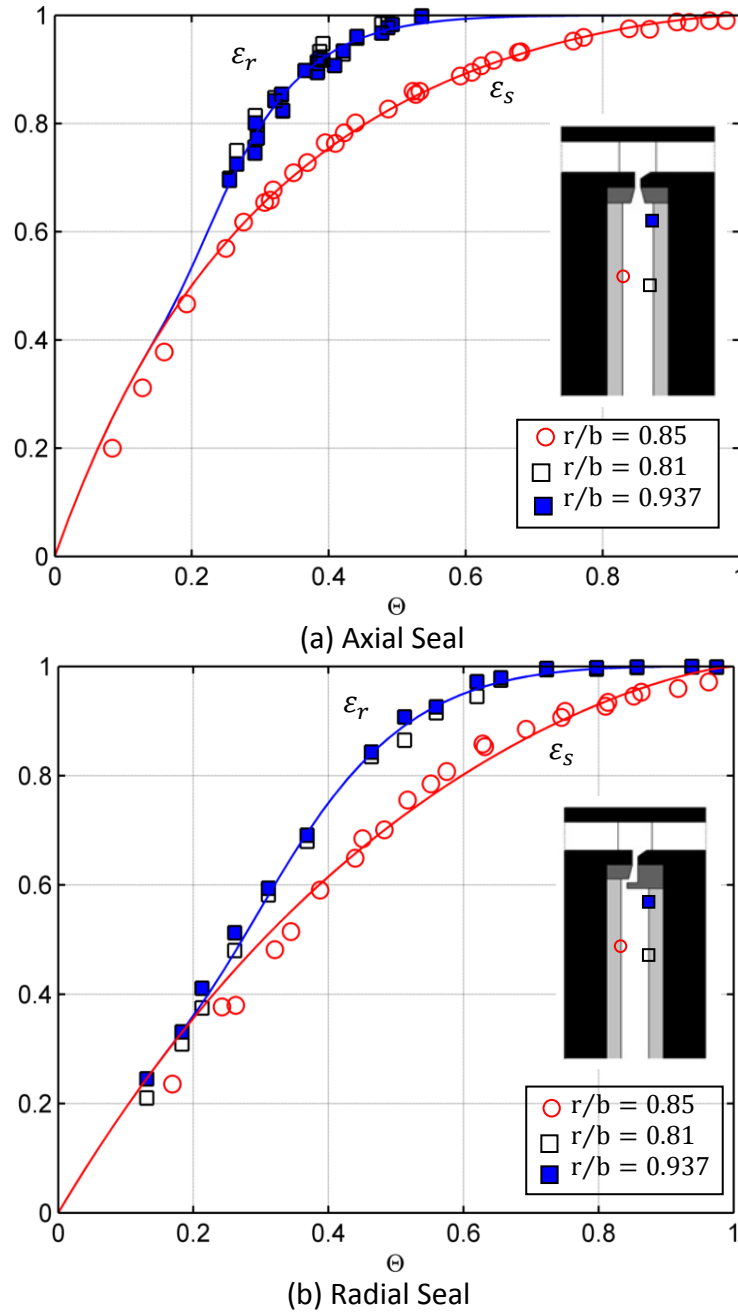 1
εr
0.8
εs
0.6
0.4
r/b = 0.85
0.2
r/b = 0.81
r/b = 0.937
0
0 0.2 0.4 0.6 0.8 1
Θ
(a) Axial Seal
1
εr
0.8
εs
0.6
0.4
r/b = 0.85
0.2
r/b = 0.81
r/b = 0.937
0
0 0.2 0.4 0.6 0.8 1
Θ
(b) Radial Seal